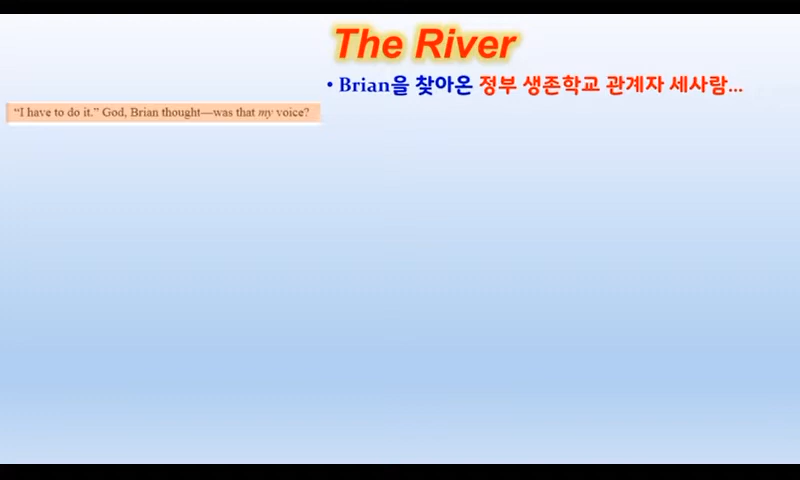 The River
• Brian을 찾아온 정부 생존학교 관계자 세사람...
“I have to do it.” God, Brian thought—was that my voice?